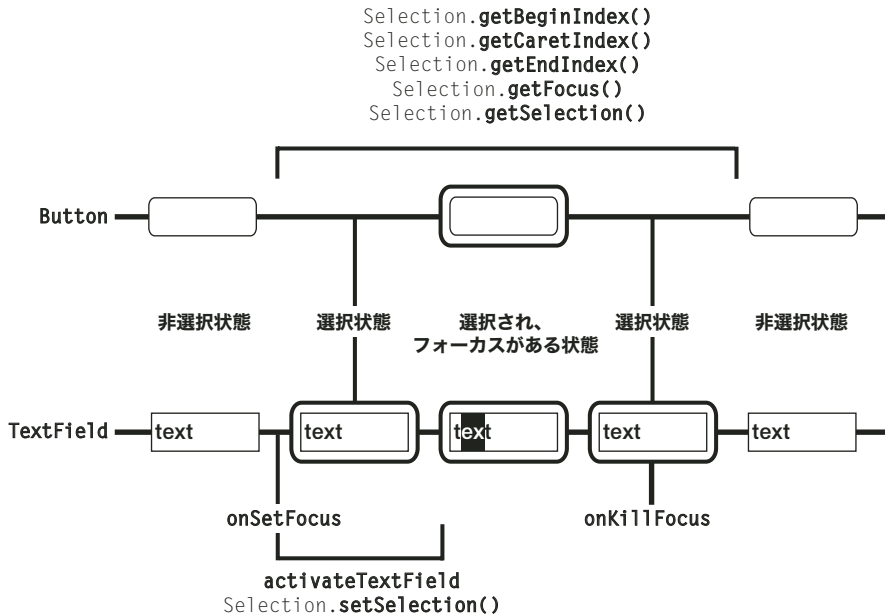 Selection.getBeginIndex()
Selection.getCaretIndex()
Selection.getEndIndex()
Selection.getFocus()
Selection.getSelection()
Button
非選択状態
選択状態
選択され、
フォーカスがある状態
選択状態
非選択状態
TextField
text
text
text
text
text
onSetFocus
onKillFocus
activateTextField
Selection.setSelection()